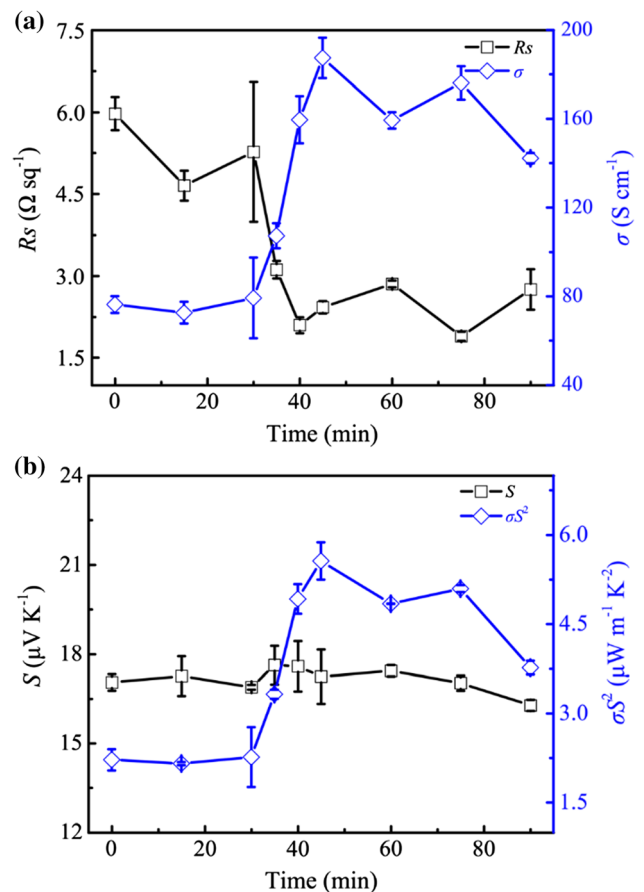 (a)
7.5
6.0
4.5
3.0
1.5
Rs (Ω sq⁻¹)
Rs
σ
200
160
120
80
40
σ (S cm⁻¹)
0 20 40 60 80
Time (min)
(b)
24
21
18
15
12
S (μV K⁻¹)
S
σS²
6.0
4.5
3.0
1.5
σS² (μW m⁻¹ K⁻²)
0 20 40 60 80
Time (min)